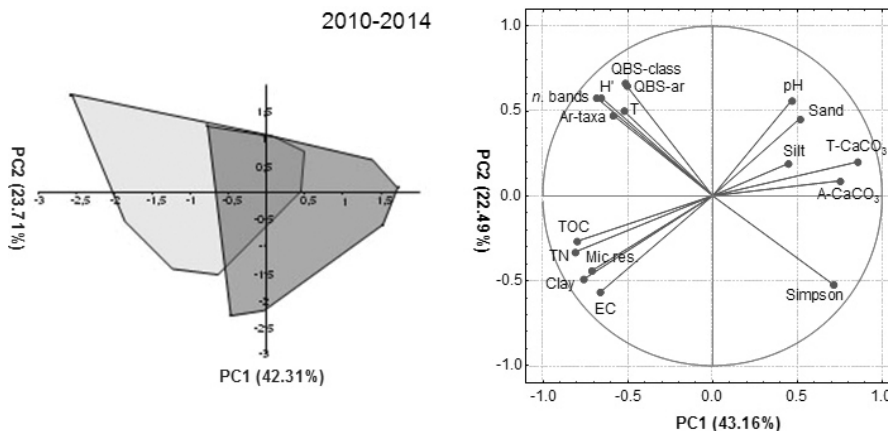 2010-2014
PC2 (23.71%)
1,5
0,5
-3
-2,5
-2
-1,5
-1
-0,5
0,5
1
1,5
2
-0,5
-1,5
-2
-2,5
-3
PC1 (42.31%)
PC2 (22.49%)
1.0
0.5
0.0
-0.5
-1.0
QBS-class
QBS-ar
n. bands
H'
T
Ar-taxa
pH
Sand
Silt
T-CaCO₃
A-CaCO₃
TOC
TN
Mic res.
Clay
EC
Simpson
-1.0
-0.5
0.0
0.5
1.0
PC1 (43.16%)